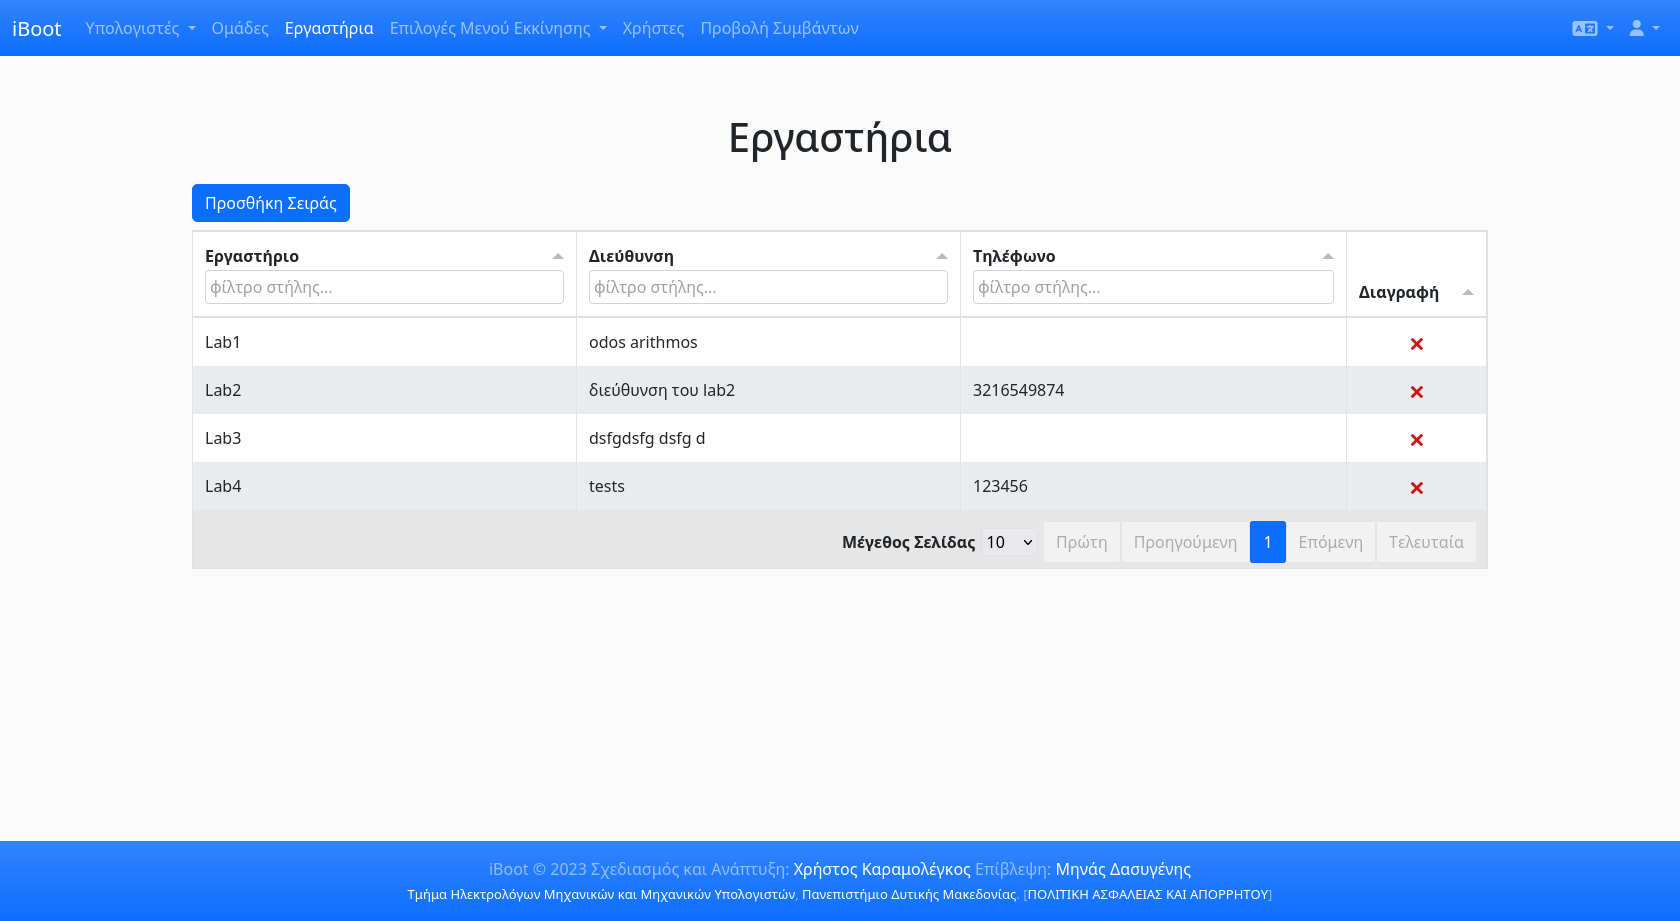 iBoot Υπολογιστές Ομάδες Εργαστήρια Επιλογές Μενού Εκκίνησης Χρήστες Προβολή Συμβάντων
Εργαστήρια
Προσθήκη Σειράς
Εργαστήριο Διεύθυνση Τηλέφωνο
φίλτρο στήλης... φίλτρο στήλης... φίλτρο στήλης... Διαγραφή
Lab1 odos arithmos
Lab2 διεύθυνση του lab2 3216549874
Lab3 dsfgdsfg dsfg d
Lab4 tests 123456
Μέγεθος Σελίδας 10 Πρώτη Προηγούμενη 1 Επόμενη Τελευταία
iBoot © 2023 Σχεδιασμός και Ανάπτυξη: Χρήστος Καραμολέγκος Επίβλεψη: Μηνάς Δασυγένης
Τμήμα Ηλεκτρολόγων Μηχανικών και Μηχανικών Υπολογιστών, Πανεπιστήμιο Δυτικής Μακεδονίας. [ΠΟΛΙΤΙΚΗ ΑΣΦΑΛΕΙΑΣ ΚΑΙ ΑΠΟΡΡΗΤΟΥ]